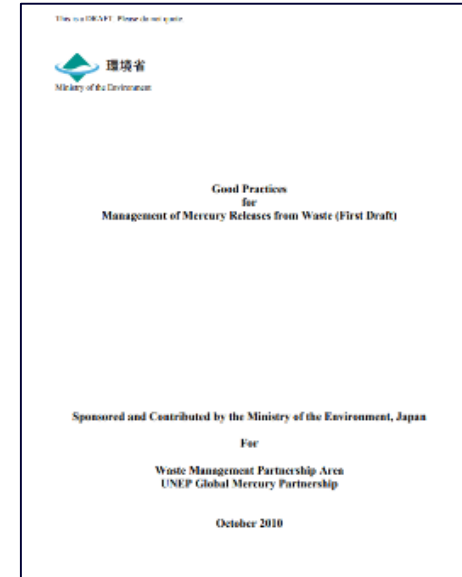 This is a DRAFT. Please do not quote
環境省
Ministry of the Environment
Good Practices
for
Management of Mercury Releases from Waste (First Draft)
Sponsored and Contributed by the Ministry of the Environment, Japan
For
Waste Management Partnership Area
UNEP Global Mercury Partnership
October 2010